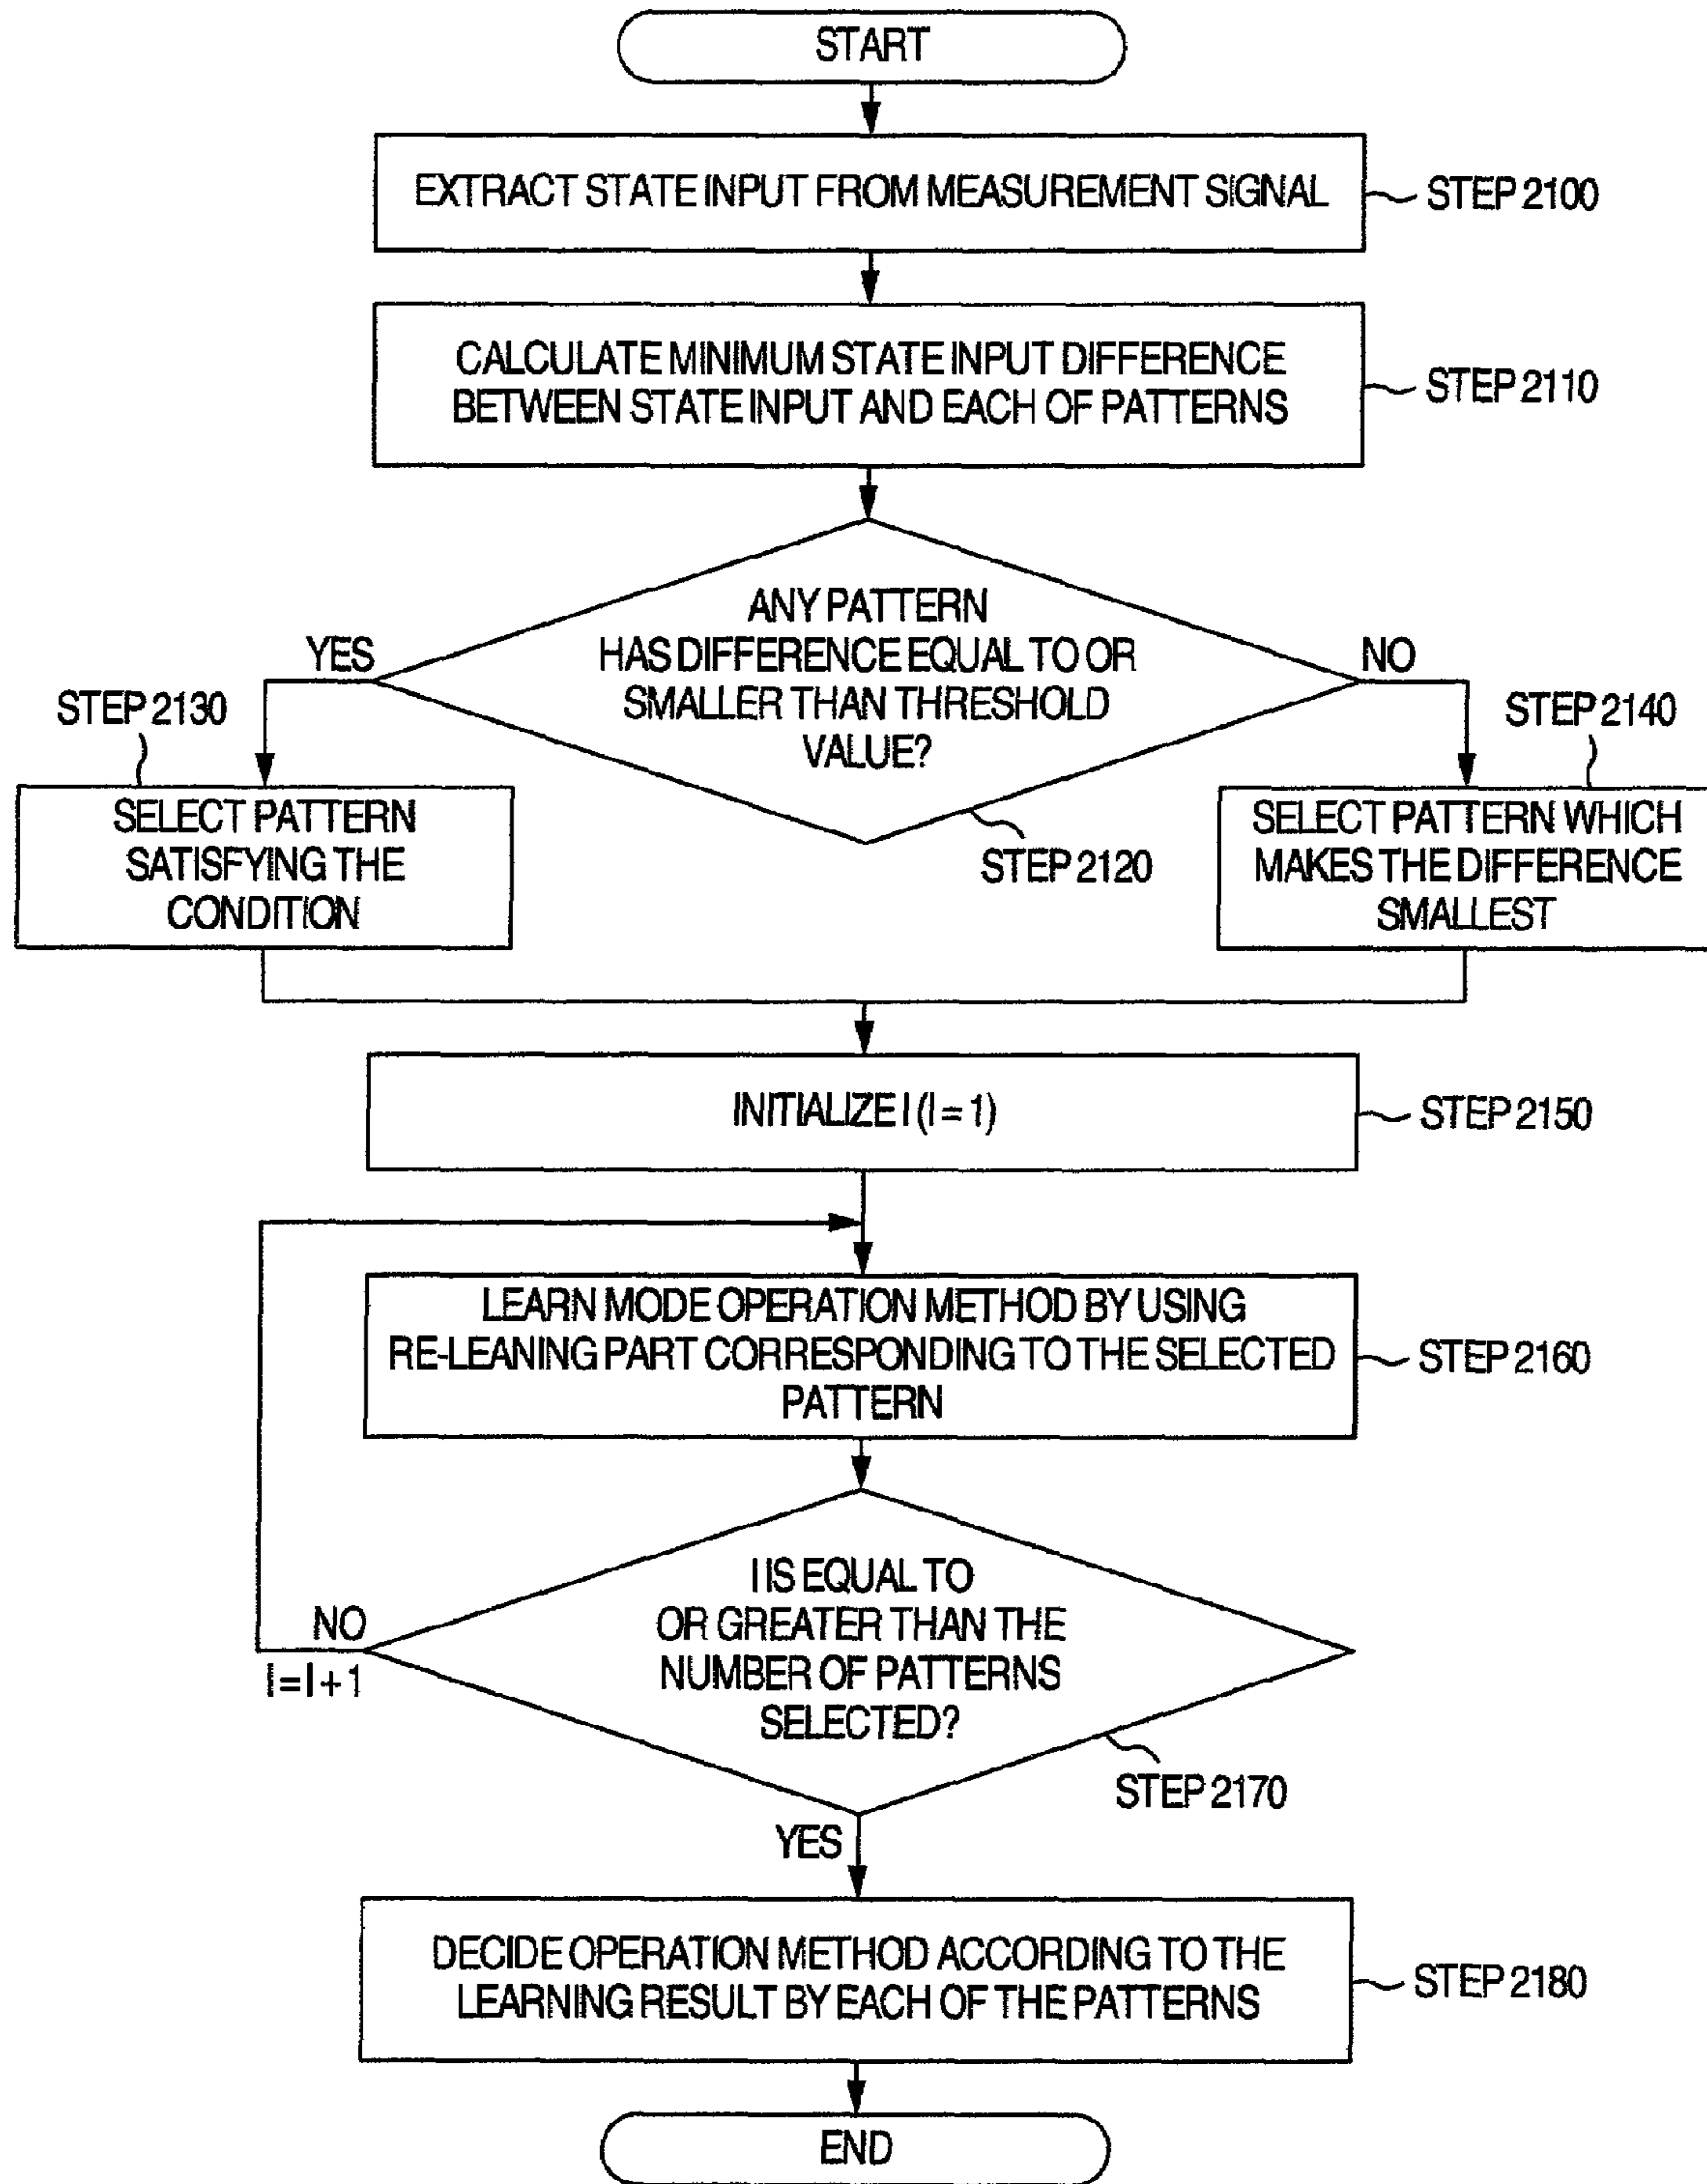 START
EXTRACT STATE INPUT FROM MEASUREMENT SIGNAL
STEP 2100
CALCULATE MINIMUM STATE INPUT DIFFERENCE
BETWEEN STATE INPUT AND EACH OF PATTERNS
STEP 2110
ANY PATTERN
HAS DIFFERENCE EQUAL TO OR
SMALLER THAN THRESHOLD
VALUE?
YES
NO
STEP 2120
STEP 2130
SELECT PATTERN
SATISFYING THE
CONDITION
STEP 2140
SELECT PATTERN WHICH
MAKES THE DIFFERENCE
SMALLEST
INITIALIZE I (I = 1)
STEP 2150
LEARN MODE OPERATION METHOD BY USING
RE-LEANING PART CORRESPONDING TO THE SELECTED
PATTERN
STEP 2160
I IS EQUAL TO
OR GREATER THAN THE
NUMBER OF PATTERNS
SELECTED?
NO
I = I + 1
STEP 2170
YES
DECIDE OPERATION METHOD ACCORDING TO THE
LEARNING RESULT BY EACH OF THE PATTERNS
STEP 2180
END